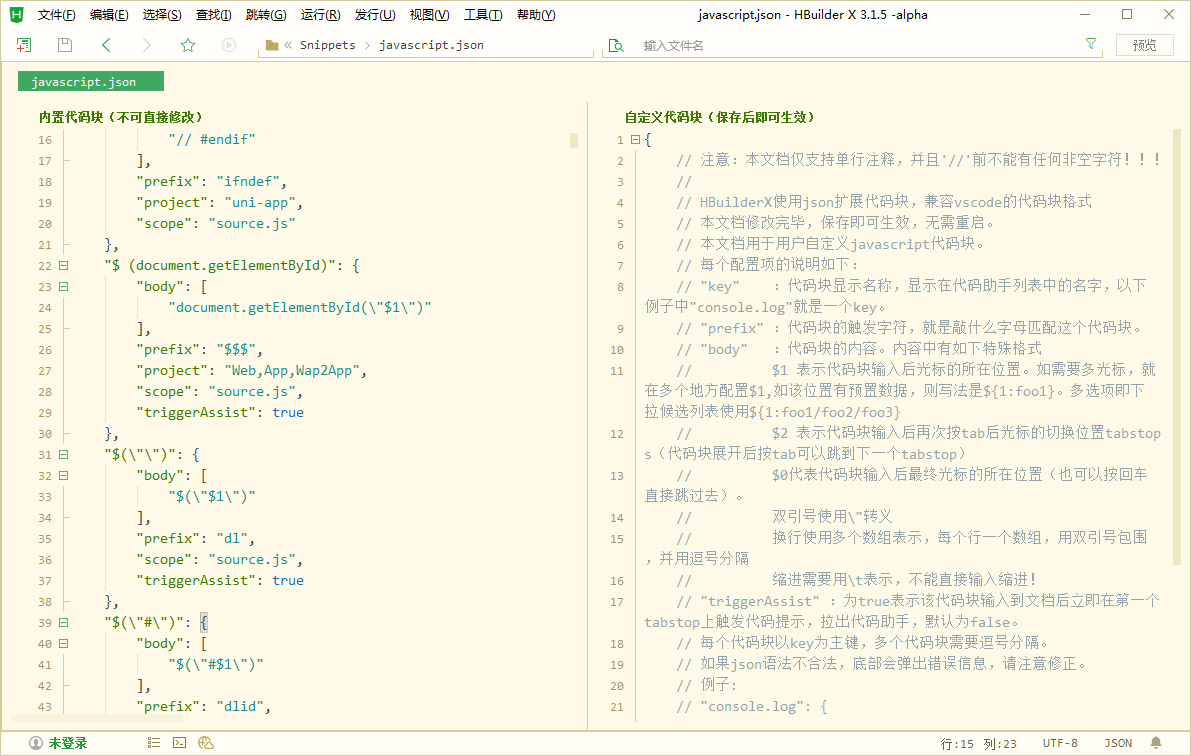 H 文件(F) 编辑(E) 选择(S) 查找(I) 跳转(G) 运行(R) 发行(U) 视图(V) 工具(T) 帮助(Y) javascript.json - HBuilder X 3.1.5 -alpha
« Snippets > javascript.json 输入文件名 预览
javascript.json
内置代码块（不可直接修改）
16 "// #endif"
17 ],
18 "prefix": "ifndef",
19 "project": "uni-app",
20 "scope": "source.js"
21 },
22 "$ (document.getElementById)": {
23 "body": [
24 "document.getElementById(\"$1\")"
25 ],
26 "prefix": "$$$",
27 "project": "Web,App,Wap2App",
28 "scope": "source.js",
29 "triggerAssist": true
30 },
31 "$(\"\")": {
32 "body": [
33 "$(\"$1\")"
34 ],
35 "prefix": "dl",
36 "scope": "source.js",
37 "triggerAssist": true
38 },
39 "$(\"#\")": {
40 "body": [
41 "$(\"#$1\")"
42 ],
43 "prefix": "dlid",
自定义代码块（保存后即可生效）
1 {
2 // 注意：本文档仅支持单行注释，并且'//'前不能有任何非空字符！！！
3 //
4 // HBuilderX使用json扩展代码块，兼容vscode的代码块格式
5 // 本文档修改完毕，保存即可生效，无需重启。
6 // 本文档用于用户自定义javascript代码块。
7 // 每个配置项的说明如下：
8 // "key" ：代码块显示名称，显示在代码助手列表中的名字，以下
例子中"console.log"就是一个key。
9 // "prefix" ：代码块的触发字符，就是敲什么字母匹配这个代码块。
10 // "body" ：代码块的内容。内容中有如下特殊格式
11 // $1 表示代码块输入后光标的所在位置。如需要多光标，就
在多个地方配置$1,如该位置有预置数据，则写法是${1:foo1}。多选项即下
拉候选列表使用${1:foo1/foo2/foo3}
12 // $2 表示代码块输入后再次按tab后光标的切换位置tabstop
s（代码块展开后按tab可以跳到下一个tabstop）
13 // $0代表代码块输入后最终光标的所在位置（也可以按回车
直接跳过去）。
14 // 双引号使用\"转义
15 // 换行使用多个数组表示，每个行一个数组，用双引号包围
，并用逗号分隔
16 // 缩进需要用\t表示，不能直接输入缩进！
17 // "triggerAssist" ：为true表示该代码块输入到文档后立即在第一个
tabstop上触发代码提示，拉出代码助手，默认为false。
18 // 每个代码块以key为主键，多个代码块需要逗号分隔。
19 // 如果json语法不合法，底部会弹出错误信息，请注意修正。
20 // 例子：
21 // "console.log": {
未登录 行:15 列:23 UTF-8 JSON